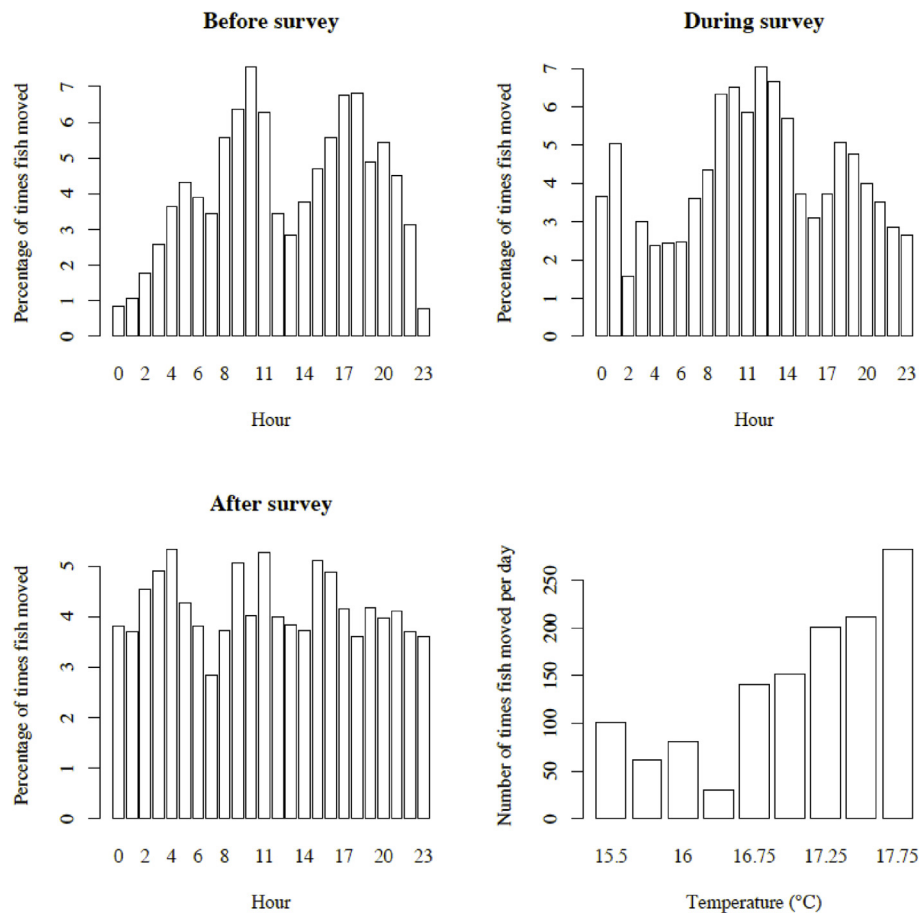 Before survey
Percentage of times fish moved
0 1 2 3 4 5 6 7
0 2 4 6 8 11 14 17 20 23
Hour
During survey
Percentage of times fish moved
0 1 2 3 4 5 6 7
0 2 4 6 8 11 14 17 20 23
Hour
After survey
Percentage of times fish moved
0 1 2 3 4 5
0 2 4 6 8 11 14 17 20 23
Hour
Number of times fish moved per day
0 50 100 150 200 250
15.5 16 16.75 17.25 17.75
Temperature (°C)